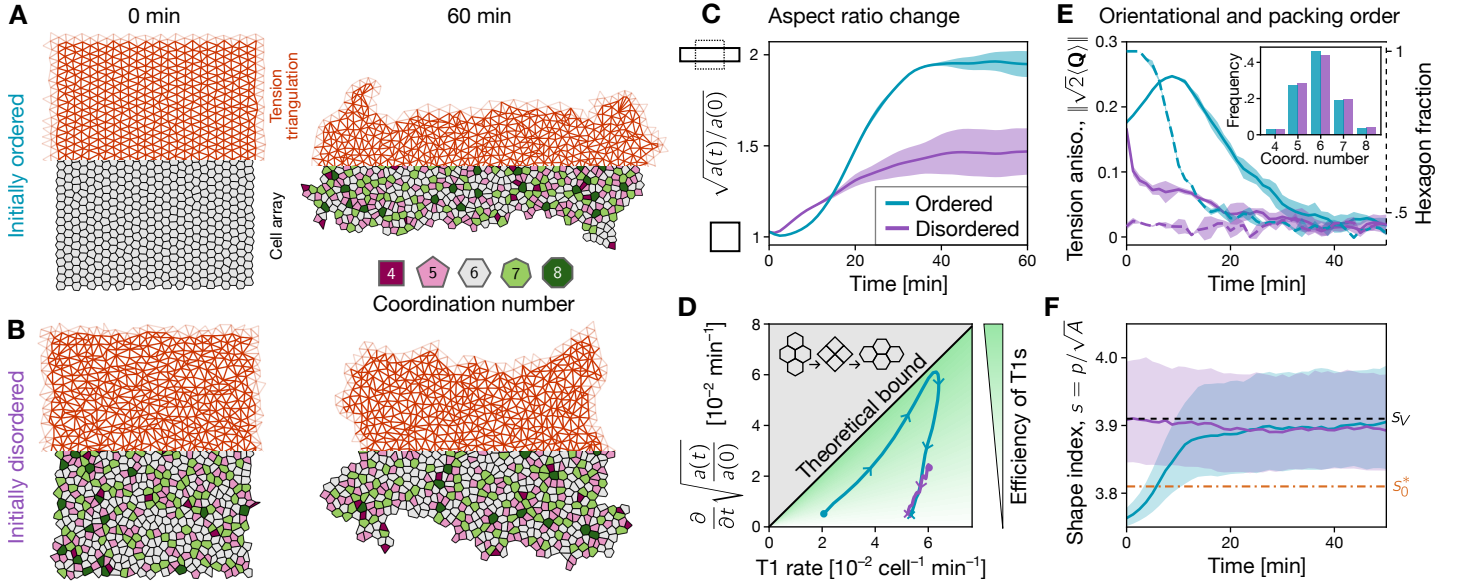 A
0 min
60 min
Initially ordered
Tension
triangulation
Cell array
4
5
6
7
8
Coordination number
B
Initially disordered
C
Aspect ratio change
√a(t)/a(0)
2
1.5
1
0
20
40
60
Time [min]
Ordered
Disordered
D
∂/∂t √a(t)/a(0) [10⁻² min⁻¹]
8
6
4
2
0
0
2
4
6
T1 rate [10⁻² cell⁻¹ min⁻¹]
Theoretical bound
Efficiency of T1s
E
Orientational and packing order
Tension aniso., ‖√2⟨Q⟩‖
0.3
0.2
0.1
0
0
20
40
Time [min]
1
.5
Hexagon fraction
Frequency
.4
.2
0
4
5
6
7
8
Coord. number
F
Shape index, s = p/√A
4.0
3.9
3.8
0
20
40
Time [min]
sV
s₀*